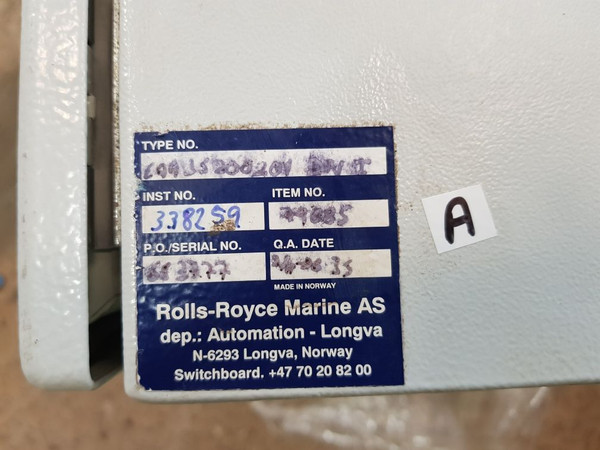 TYPE NO.
INST NO. ITEM NO.
338259
P.O./SERIAL NO. Q.A. DATE
MADE IN NORWAY
Rolls-Royce Marine AS
dep.: Automation - Longva
N-6293 Longva, Norway
Switchboard. +47 70 20 82 00
A